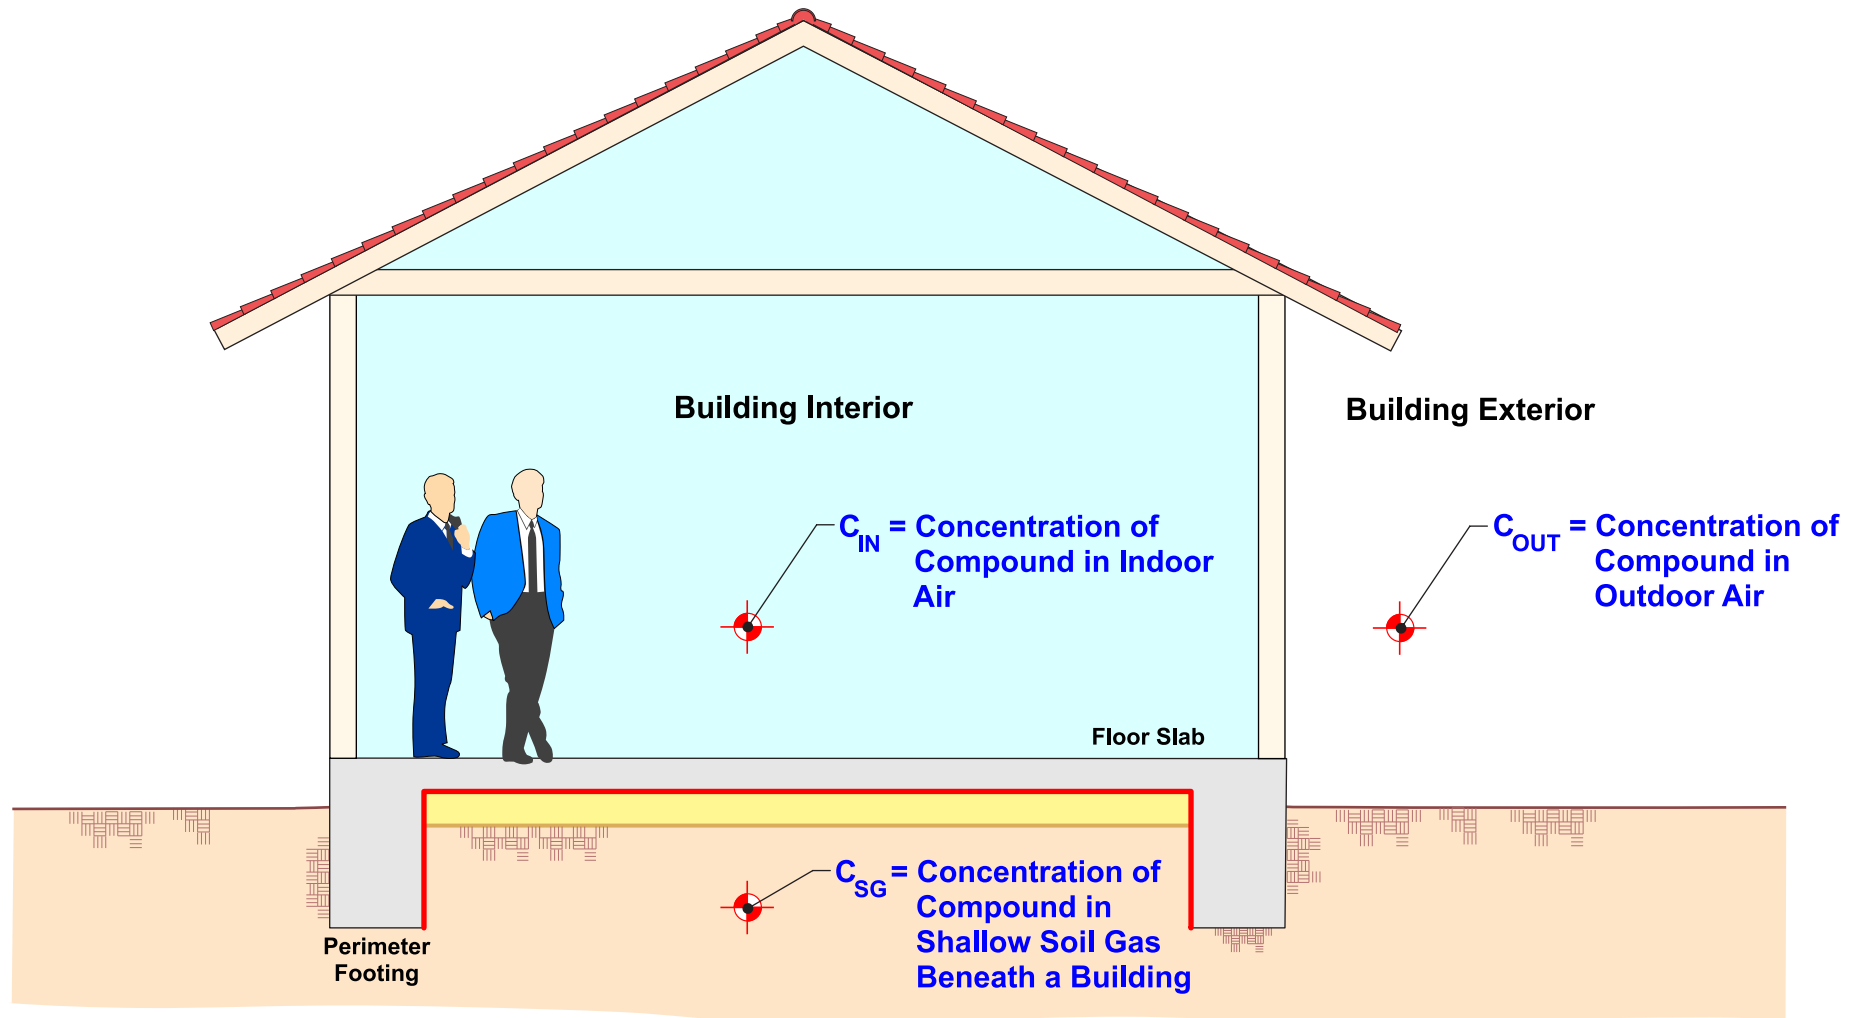 Building Interior
Building Exterior
C_IN = Concentration of
Compound in Indoor
Air
C_OUT = Concentration of
Compound in
Outdoor Air
Floor Slab
C_SG = Concentration of
Compound in
Shallow Soil Gas
Beneath a Building
Perimeter
Footing